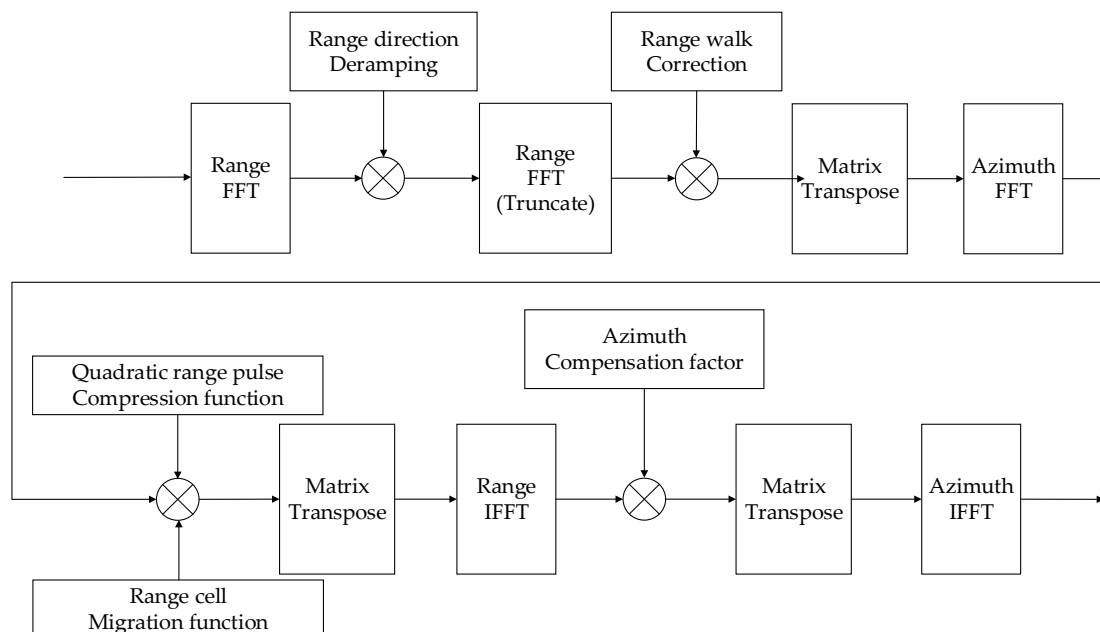 Range direction
Deramping
Range walk
Correction
Range
FFT
Range
FFT
(Truncate)
Matrix
Transpose
Azimuth
FFT
Azimuth
Compensation factor
Quadratic range pulse
Compression function
Matrix
Transpose
Range
IFFT
Matrix
Transpose
Azimuth
IFFT
Range cell
Migration function